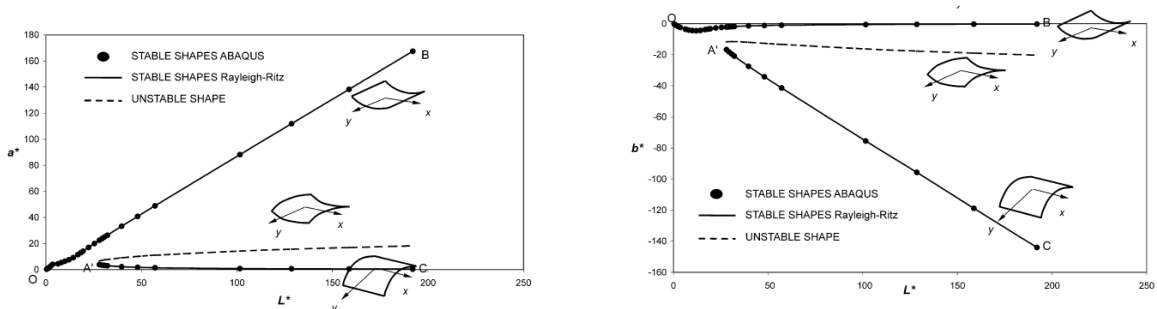 180
160
140
120
100
80
60
40
20
0
a*
STABLE SHAPES ABAQUS
STABLE SHAPES Rayleigh-Ritz
UNSTABLE SHAPE
B
y
x
y
x
A'
C
O
y
x
0
50
100
150
200
250
L*
O
0
50
100
150
200
250
0
-20
-40
-60
-80
-100
-120
-140
-160
b*
B
y
x
A'
y
x
STABLE SHAPES ABAQUS
STABLE SHAPES Rayleigh-Ritz
UNSTABLE SHAPE
y
x
C
L*